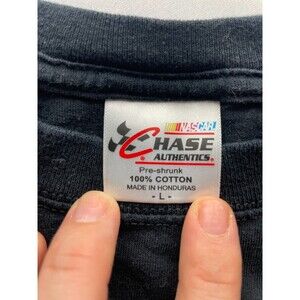 NASCAR
CHASE
AUTHENTICS®
Pre-shrunk
100% COTTON
MADE IN HONDURAS
- L -